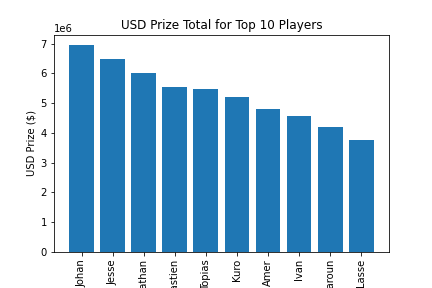 USD Prize Total for Top 10 Players
1e6
7
6
5
4
3
2
1
0
USD Prize ($)
Johan
Jesse
athan
astien
Topias
Kuro
Amer
Ivan
aroun
Lasse